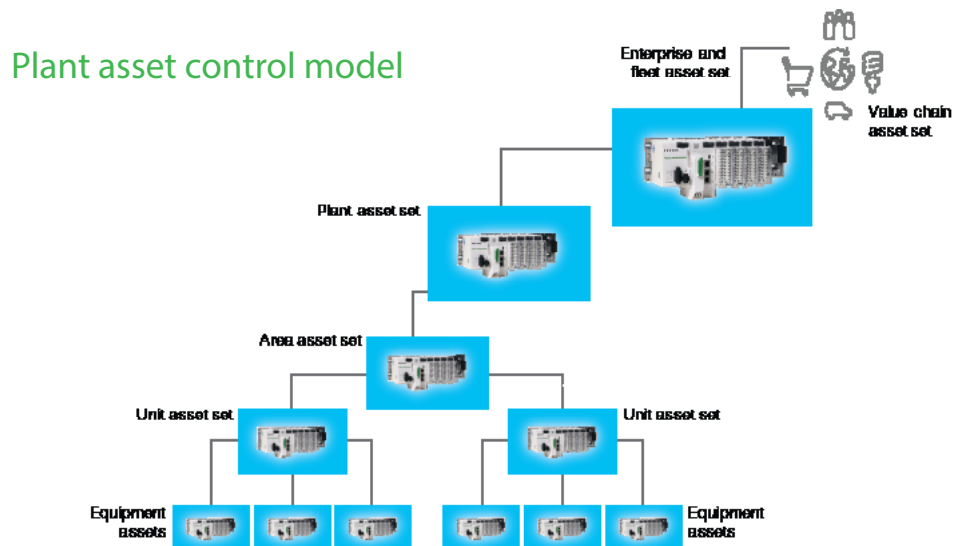 Plant asset control model
Enterprise and
fleet asset set
Value chain
asset set
Plant asset set
Area asset set
Unit asset set
Unit asset set
Equipment
assets
Equipment
assets